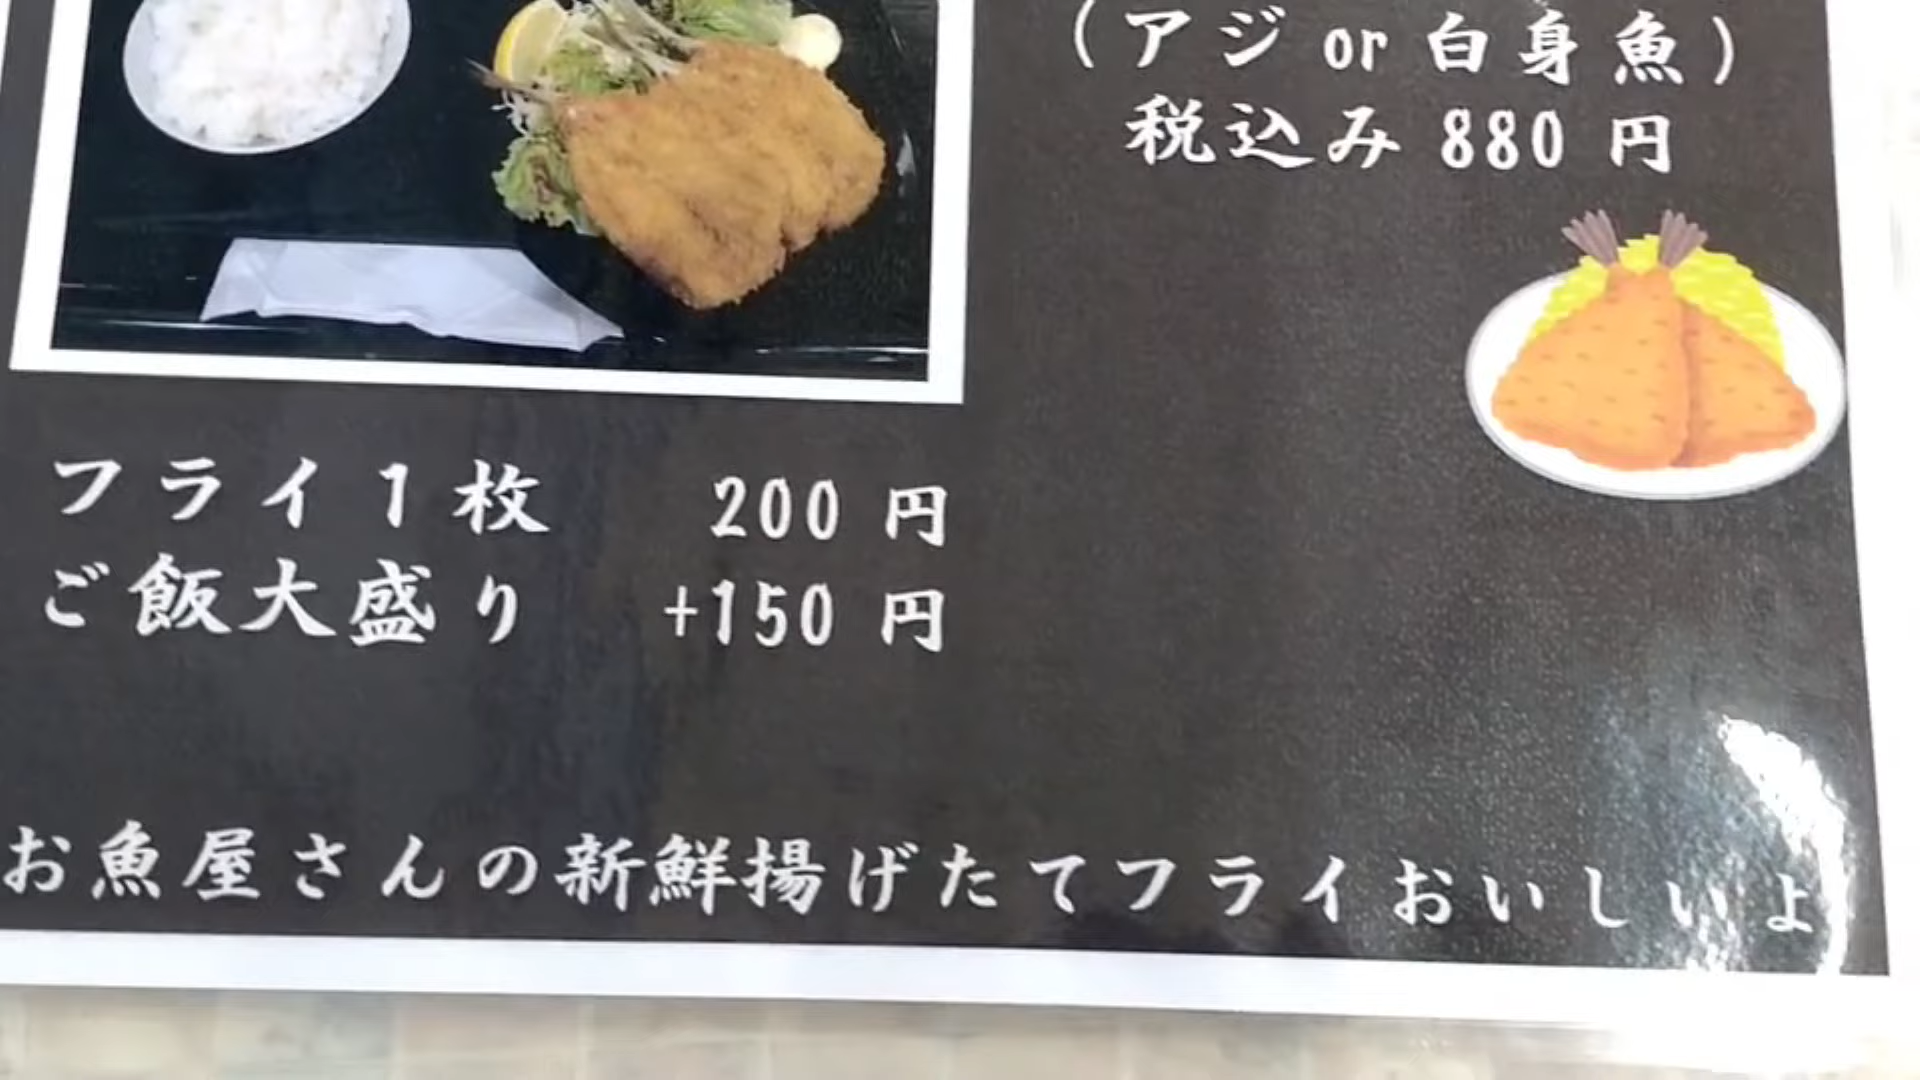 (アジ or 白身魚)
税込み 880 円
フライ1枚 200 円
ご飯大盛り +150 円
お魚屋さんの新鮮揚げたてフライおいしいよ